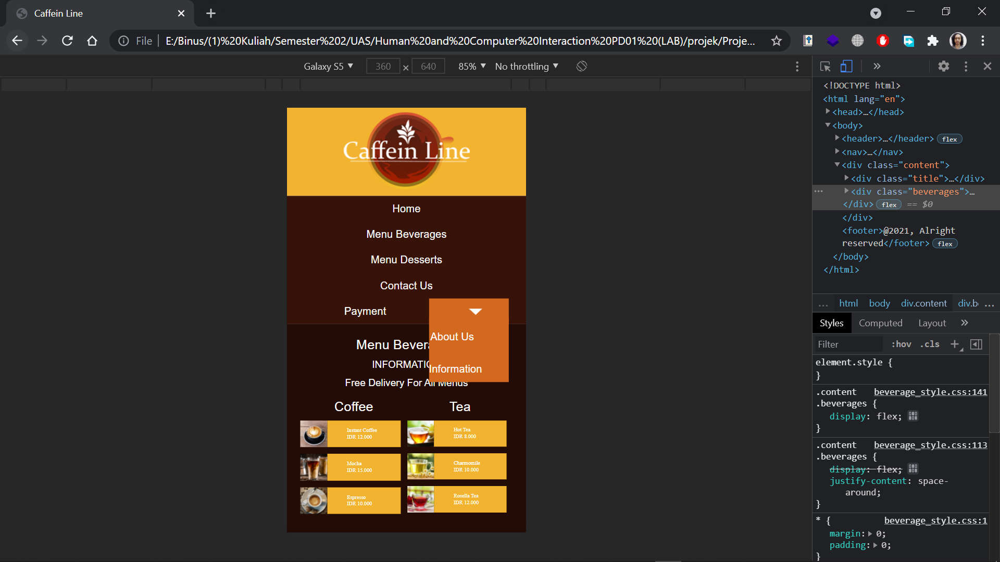 Caffein Line
File
E:/Binus/(1)%20Kuliah/Semester%202/UAS/Human%20and%20Computer%20Interaction%20PD01%20(LAB)/projek/Proje...
Galaxy S5 360 × 640 85% No throttling
Caffein Line
Home
Menu Beverages
Menu Desserts
Contact Us
Payment
About Us
Information
Menu Bevera
INFORMATIO
Free Delivery For All Menus
Coffee Tea
Instant Coffee
IDR 12.000
Hot Tea
IDR 8.000
Mocha
IDR 15.000
Charmomile
IDR 10.000
Espresso
IDR 10.000
Rosella Tea
IDR 12.000
<!DOCTYPE html>
<html lang="en">
<head>…</head>
<body>
<header>…</header> flex
<nav>…</nav>
<div class="content">
<div class="title">…</div>
<div class="beverages">…
</div> flex == $0
</div>
<footer>@2021, Alright
reserved</footer> flex
</body>
</html>
... html body div.content div.b ...
Styles Computed Layout
Filter :hov .cls
element.style {
}
.content beverage_style.css:141
.beverages {
display: flex;
}
.content beverage_style.css:113
.beverages {
display: flex;
justify-content: space-
around;
}
* { beverage_style.css:1
margin: 0;
padding: 0;
}